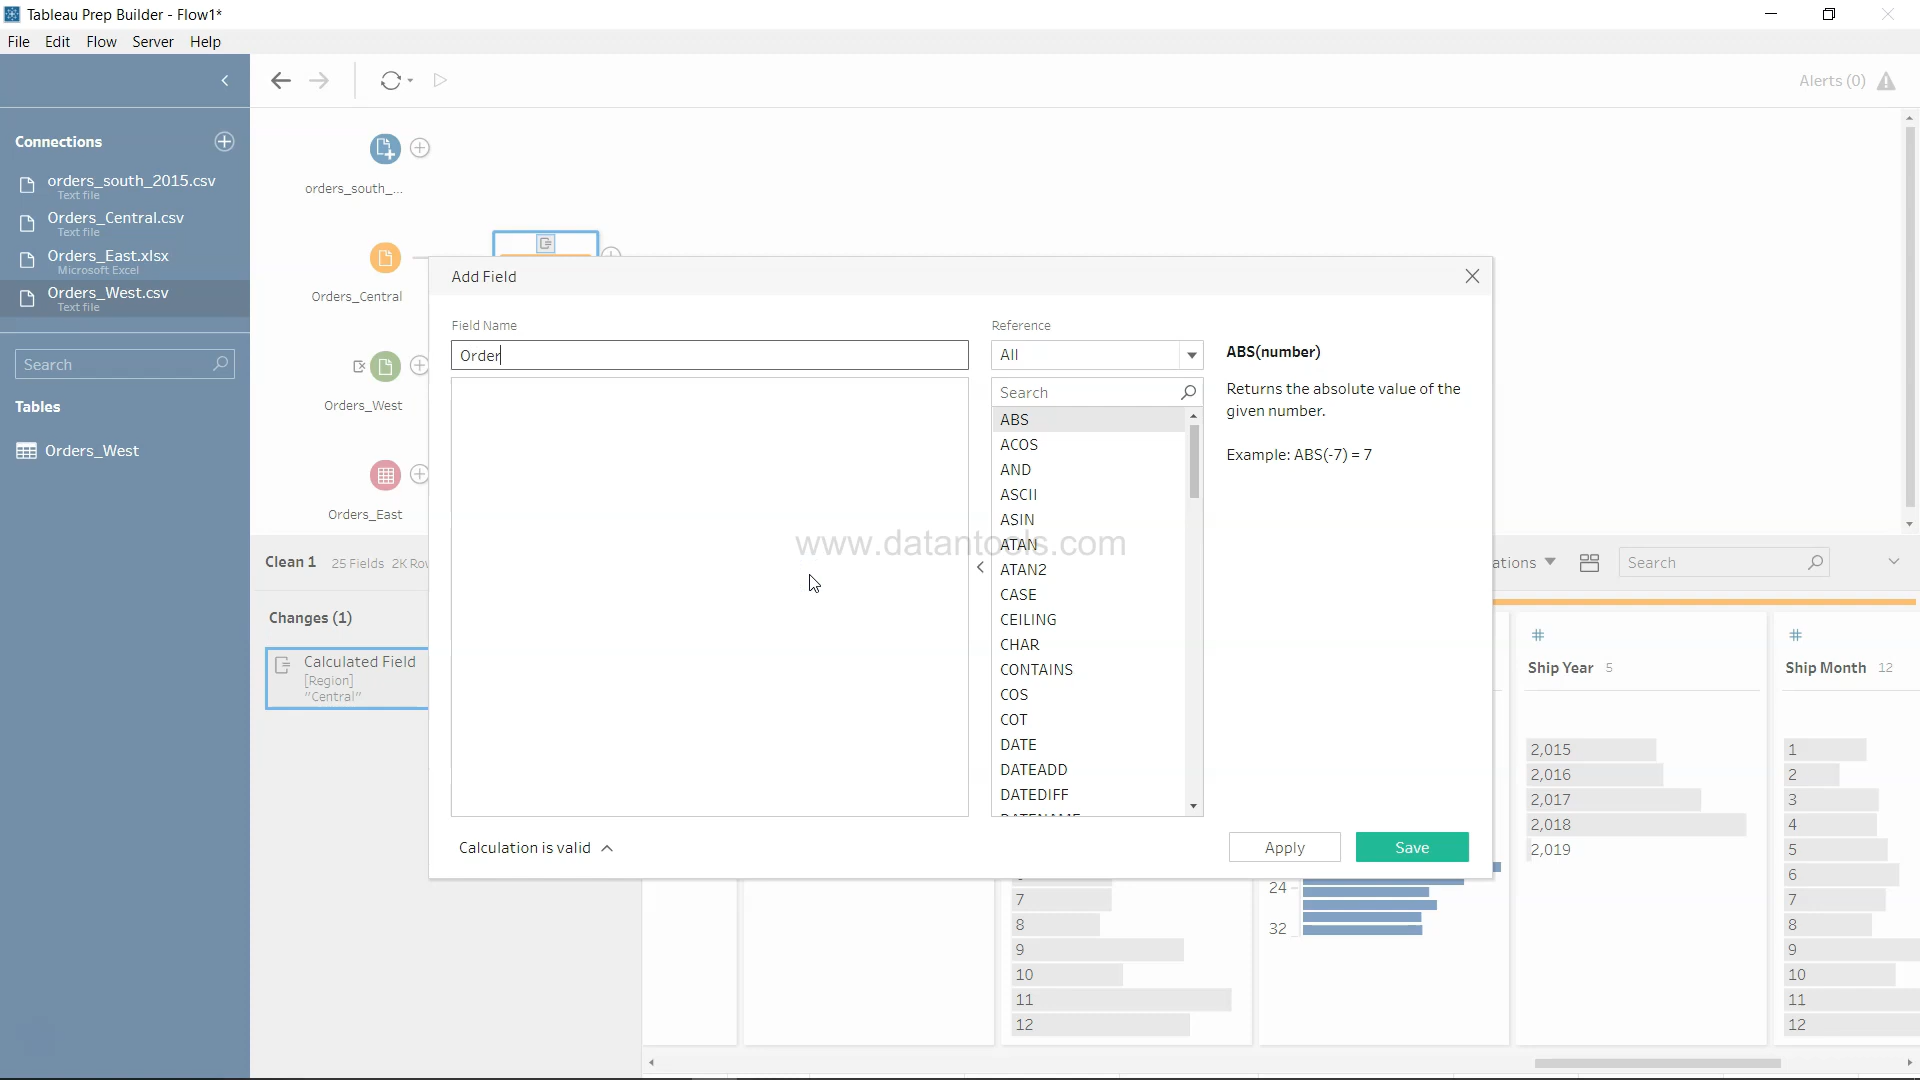 Tableau Prep Builder - Flow1*
File Edit Flow Server Help
Alerts (0)
Connections
orders_south_2015.csv
Text file
Orders_Central.csv
Text file
Orders_East.xlsx
Microsoft Excel
Orders_West.csv
Text file
Search
Tables
Orders_West
orders_south_...
Orders_Central
Orders_West
Orders_East
Add Field
Field Name
Order
Reference
All
Search
ABS
ACOS
AND
ASCII
ASIN
ATAN
ATAN2
CASE
CEILING
CHAR
CONTAINS
COS
COT
DATE
DATEADD
DATEDIFF
DATENAME
ABS(number)
Returns the absolute value of the
given number.
Example: ABS(-7) = 7
www.datantools.com
Calculation is valid
Apply
Save
Clean 1 25 Fields 2K Rov
ations
Search
Changes (1)
Calculated Field
[Region]
"Central"
7
8
9
10
11
12
24
32
Ship Year 5
2,015
2,016
2,017
2,018
2,019
Ship Month 12
1
2
3
4
5
6
7
8
9
10
11
12